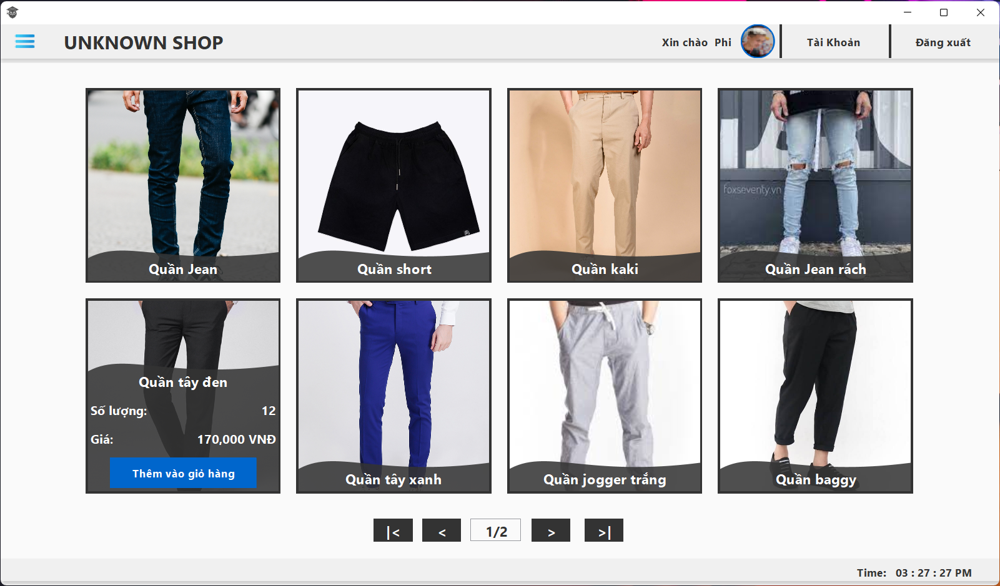 UNKNOWN SHOP
Xin chào Phi
Tài Khoản
Đăng xuất
foxseventy.vn
Quần Jean
Quần short
Quần kaki
Quần Jean rách
Quần tây đen
Số lượng: 12
Giá: 170,000 VNĐ
Thêm vào giỏ hàng
Quần tây xanh
Quần jogger trắng
Quần baggy
|< < 1/2 > >|
Time: 03 : 27 : 27 PM